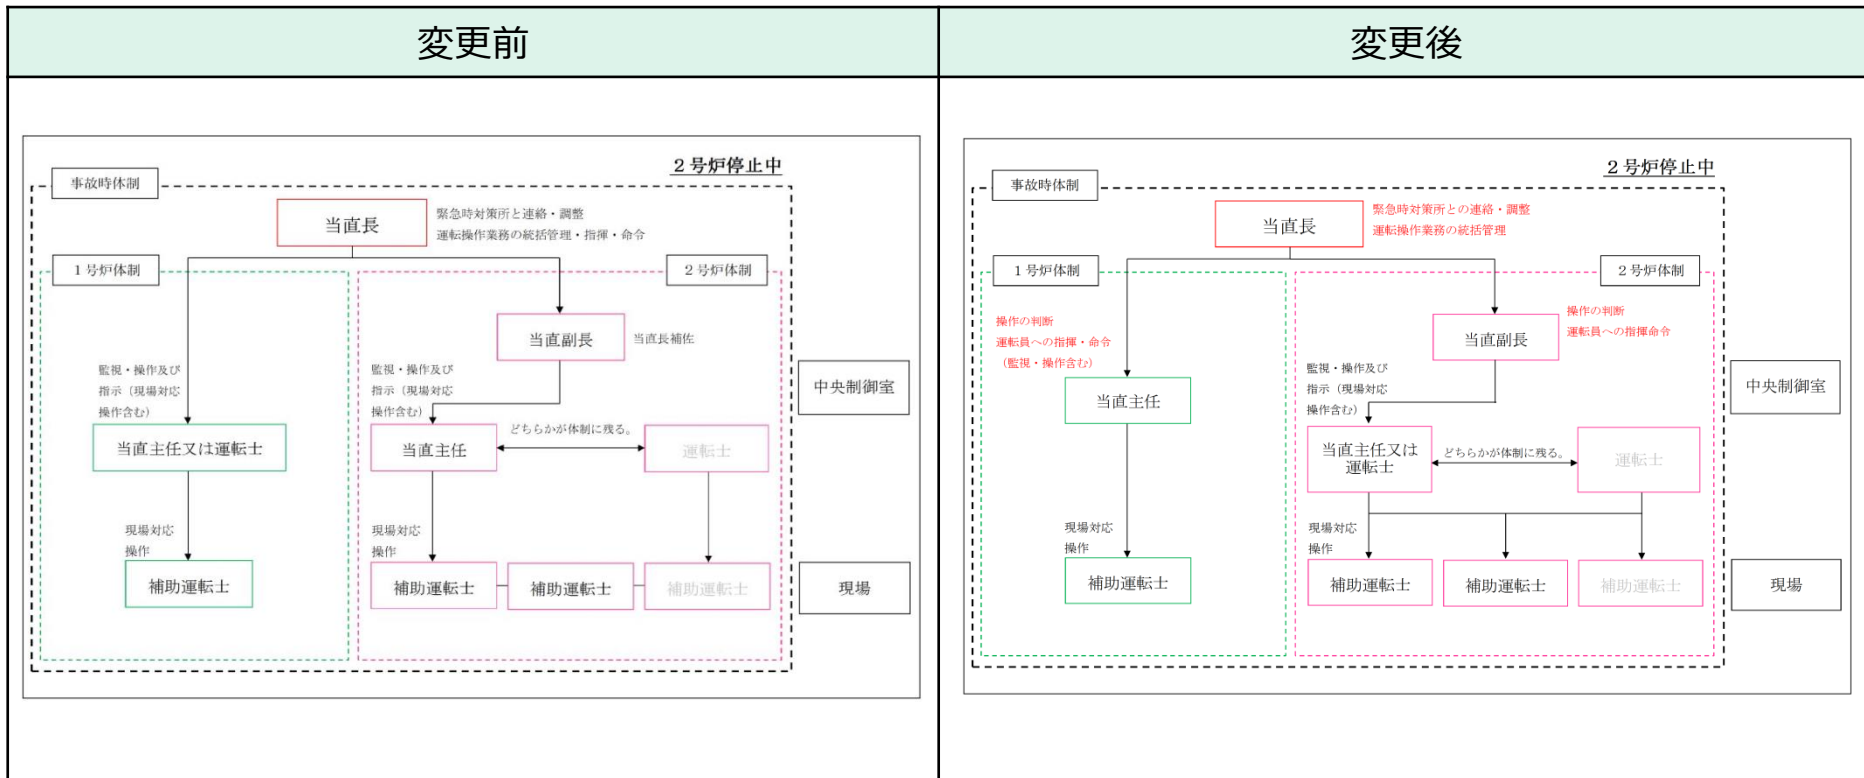 変更前
変更後
2号炉停止中
事故時体制
当直長
緊急時対策所と連絡・調整
運転操作業務の統括管理・指揮・命令
1号炉体制
2号炉体制
当直副長
当直長補佐
監視・操作及び
指示（現場対応
操作含む）
監視・操作及び
指示（現場対応
操作含む）
中央制御室
当直主任又は運転士
当直主任
どちらかが体制に残る。
運転士
現場対応
操作
現場対応
操作
補助運転士
補助運転士
補助運転士
補助運転士
現場
2号炉停止中
事故時体制
当直長
緊急時対策所との連絡・調整
運転操作業務の統括管理
1号炉体制
2号炉体制
操作の判断
運転員への指揮・命令
（監視・操作含む）
当直副長
操作の判断
運転員への指揮命令
監視・操作及び
指示（現場対応
操作含む）
中央制御室
当直主任
当直主任又は
運転士
どちらかが体制に残る。
運転士
現場対応
操作
現場対応
操作
補助運転士
補助運転士
補助運転士
補助運転士
現場